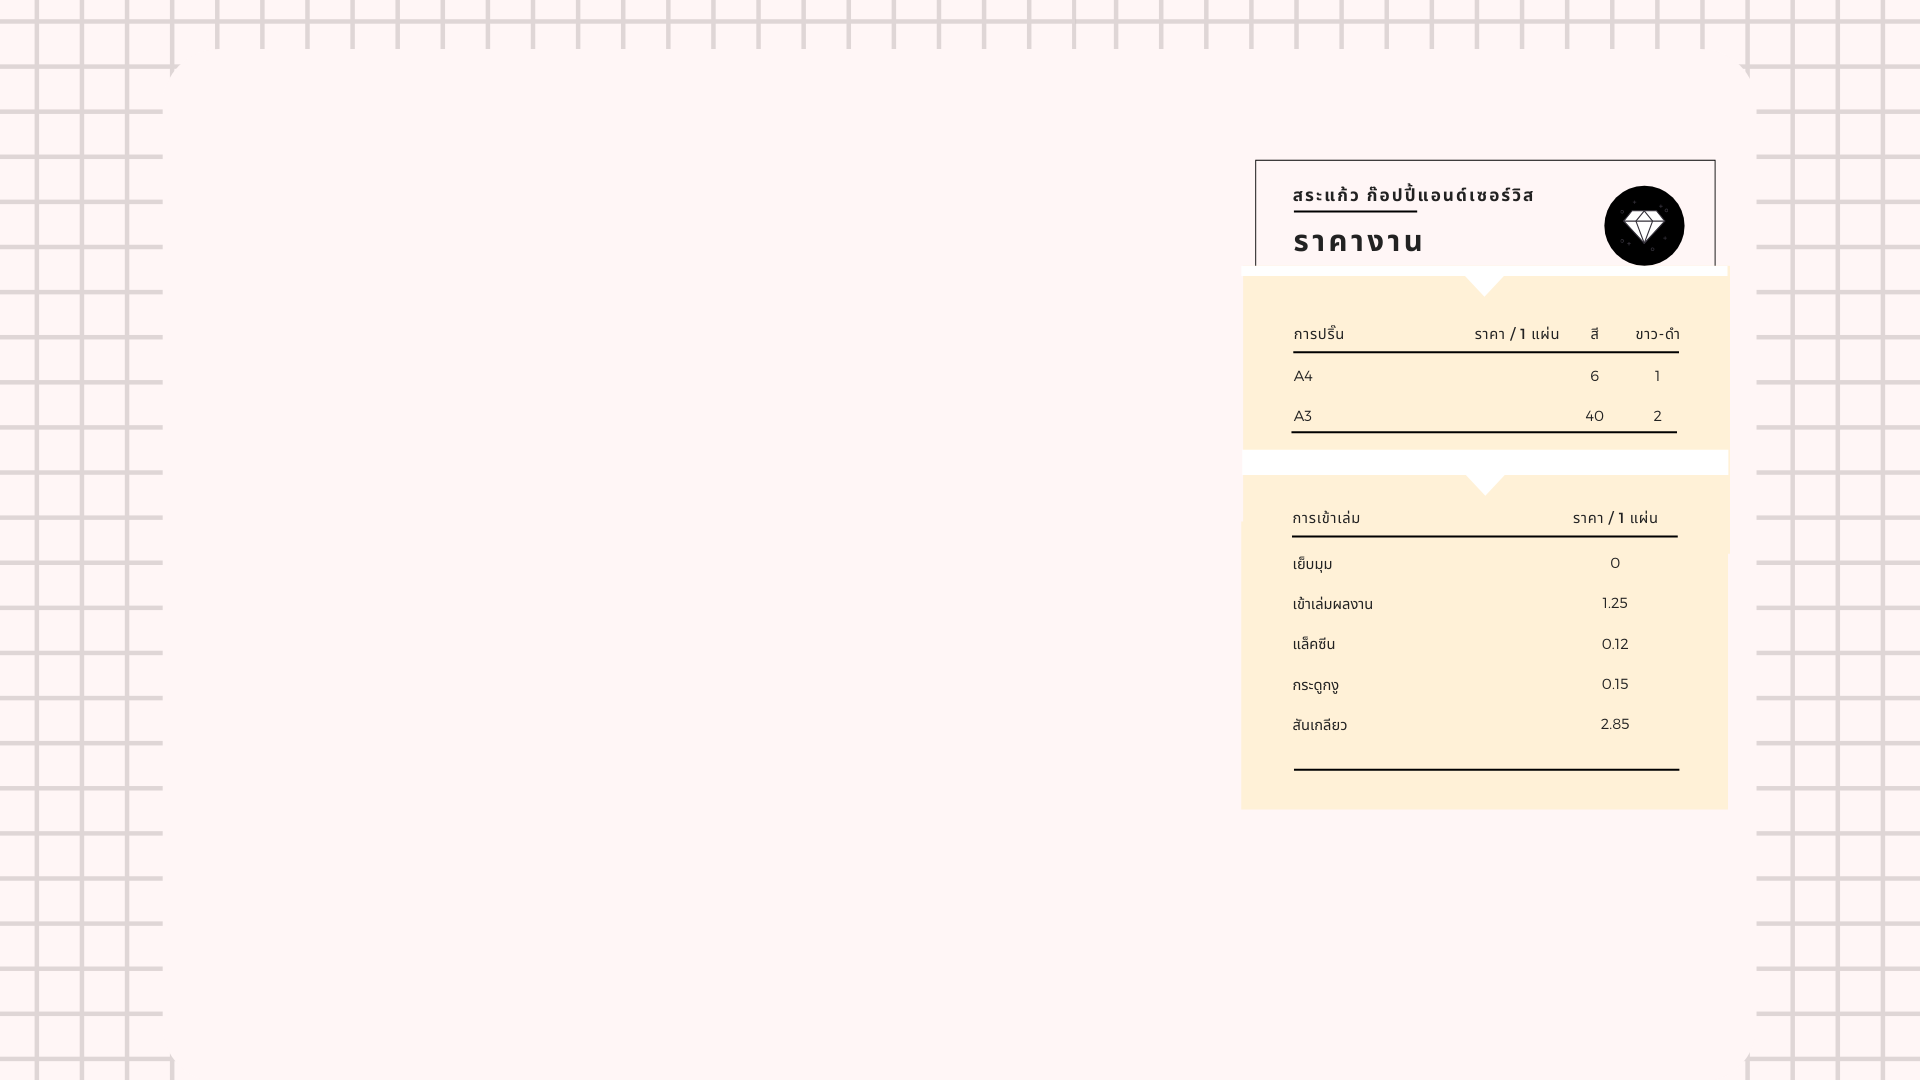 สระแก้ว ก๊อปปี้แอนด์เซอร์วิส
ราคางาน
การปริ๊น ราคา / 1 แผ่น สี ขาว-ดำ
A4 6 1
A3 40 2
การเข้าเล่ม ราคา / 1 แผ่น
เย็บมุม 0
เข้าเล่มผลงาน 1.25
แล็คซีน 0.12
กระดูกงู 0.15
สันเกลียว 2.85